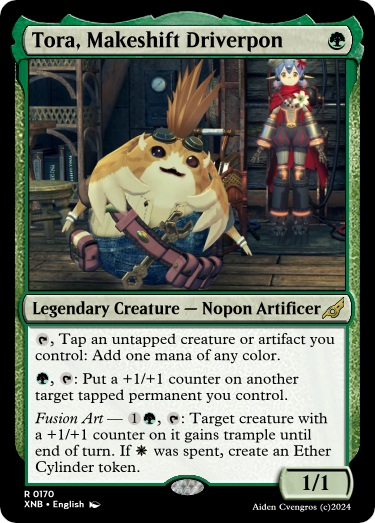 Tora, Makeshift Driverpon
Legendary Creature — Nopon Artificer
, Tap an untapped creature or artifact you
control: Add one mana of any color.
, : Put a +1/+1 counter on another
target tapped permanent you control.
Fusion Art — 1, : Target creature with
a +1/+1 counter on it gains trample until
end of turn. If was spent, create an Ether
Cylinder token.
1/1
R 0170
XNB • English
Aiden Cvengros (c)2024